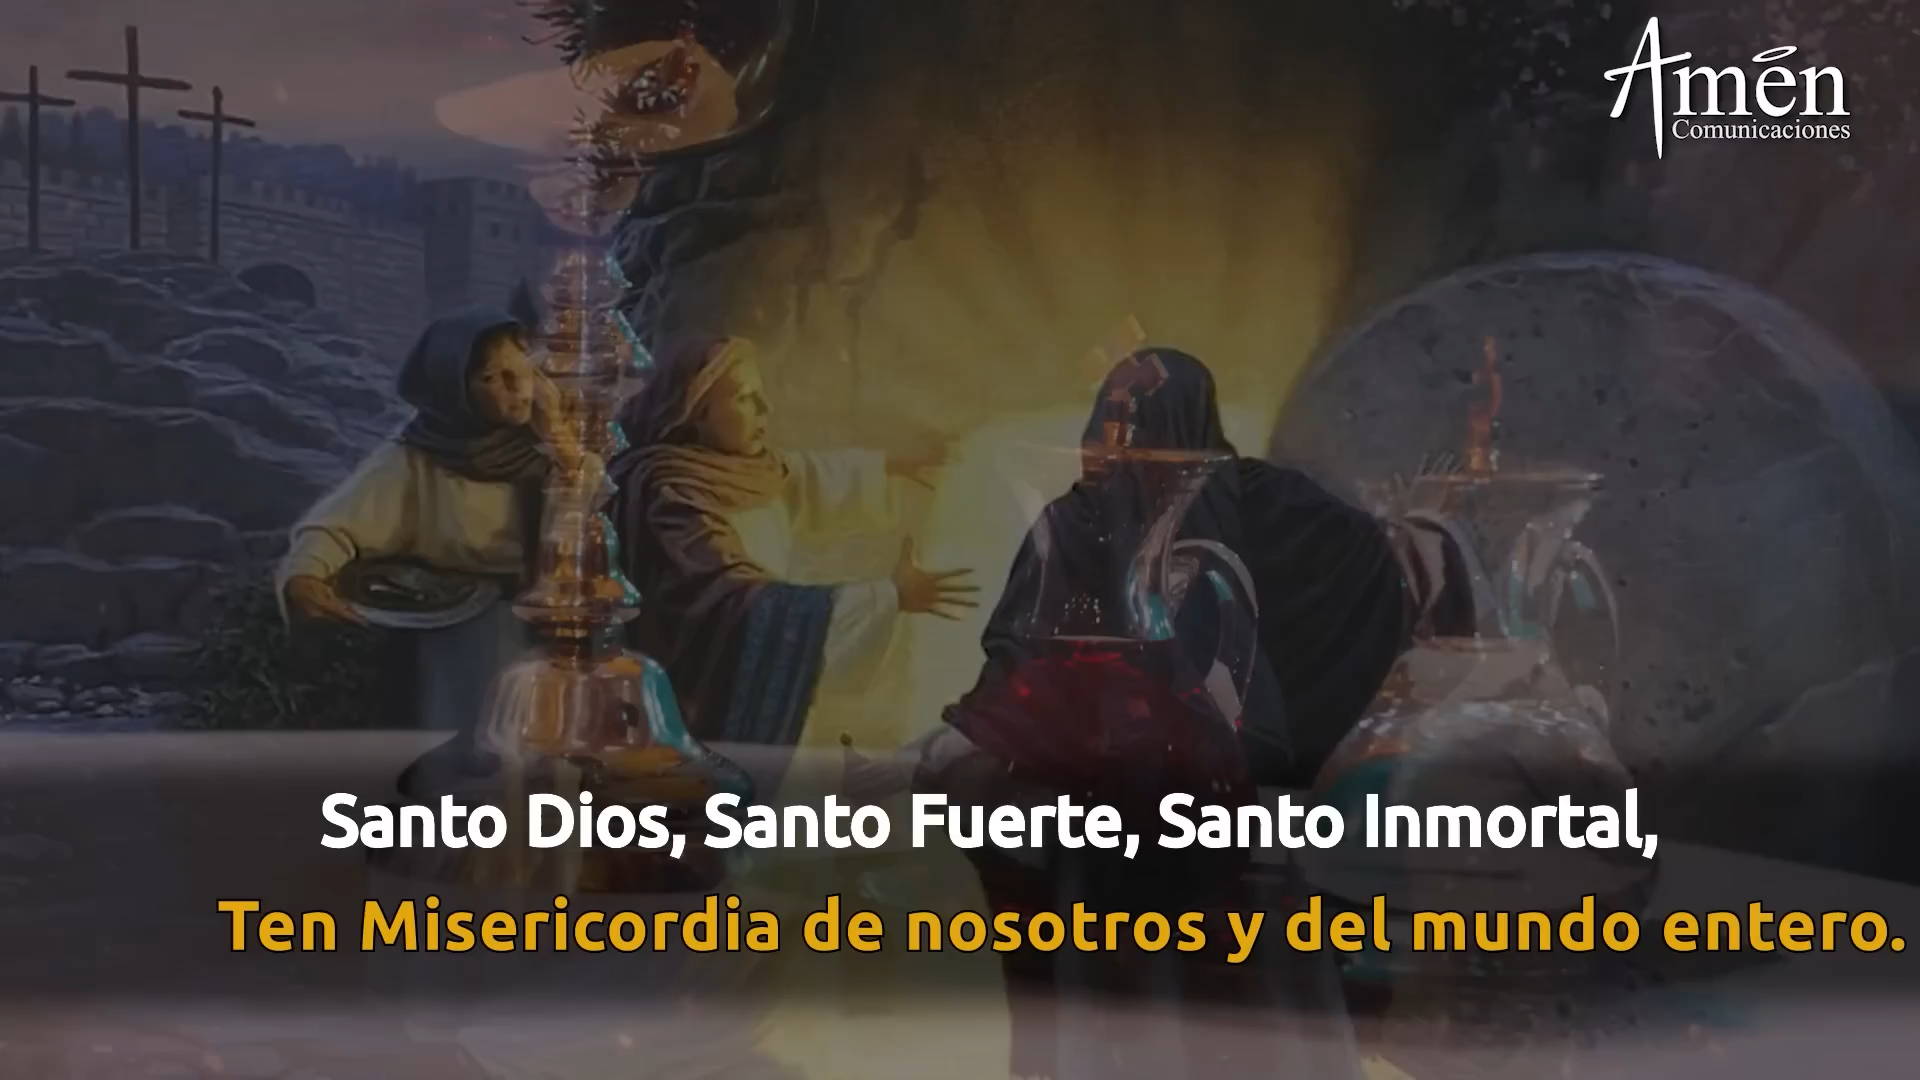 Amén
Comunicaciones
Santo Dios, Santo Fuerte, Santo Inmortal,
Ten Misericordia de nosotros y del mundo entero.